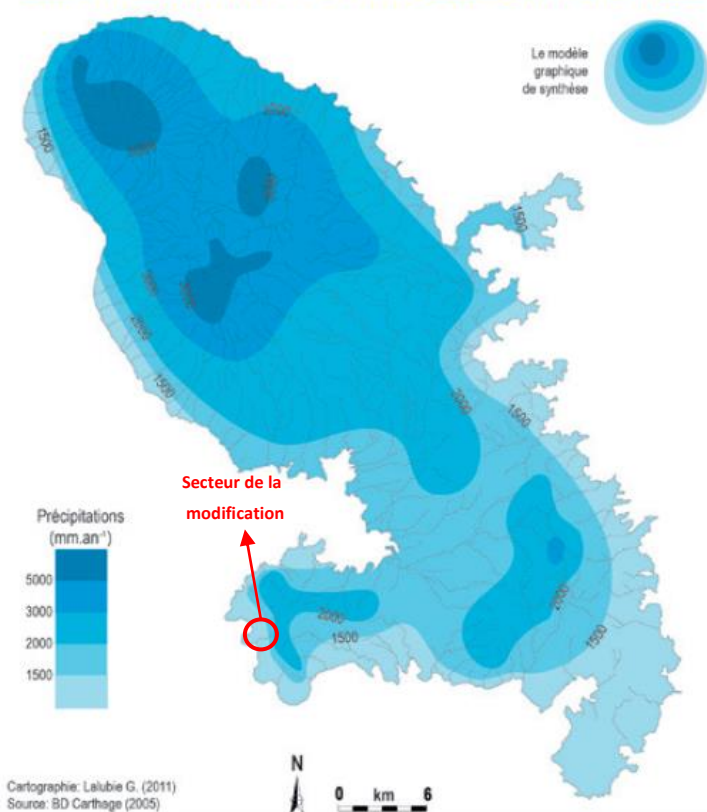 Le modèle
graphique
de synthèse
1500
1500
2000
1500
2000
1500
Secteur de la
modification
Précipitations
(mm.an⁻¹)
5000
3000
2000
1500
2000
1500
2000
1500
N
0 km 6
Cartographie: Lalubie G. (2011)
Source: BD Carthage (2005)